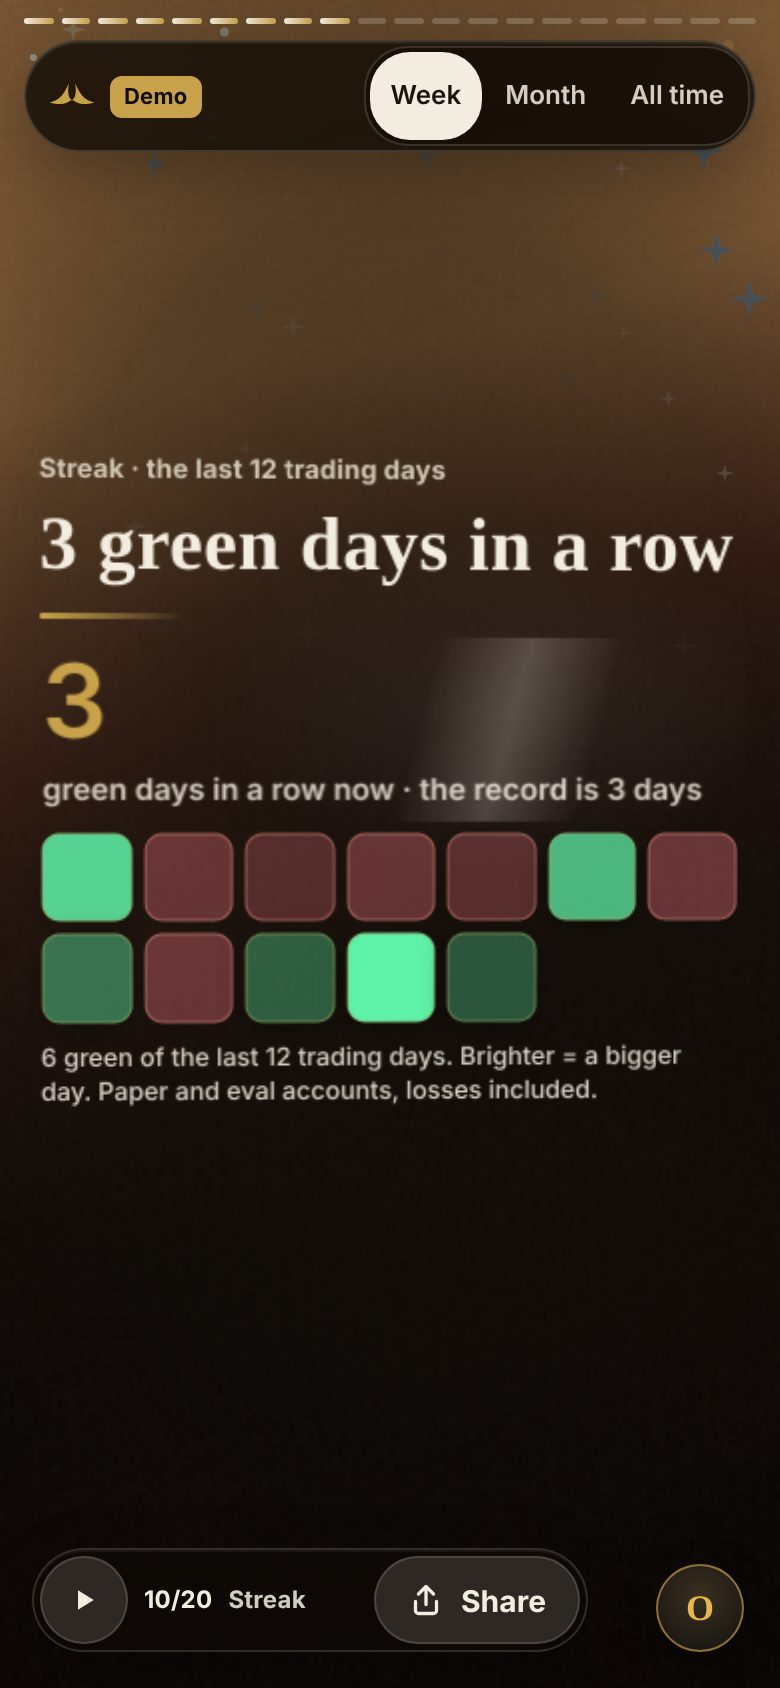 Demo
Week
Month
All time
Streak · the last 12 trading days
3 green days in a row
3
green days in a row now · the record is 3 days
6 green of the last 12 trading days. Brighter = a bigger
day. Paper and eval accounts, losses included.
10/20 Streak
Share
O